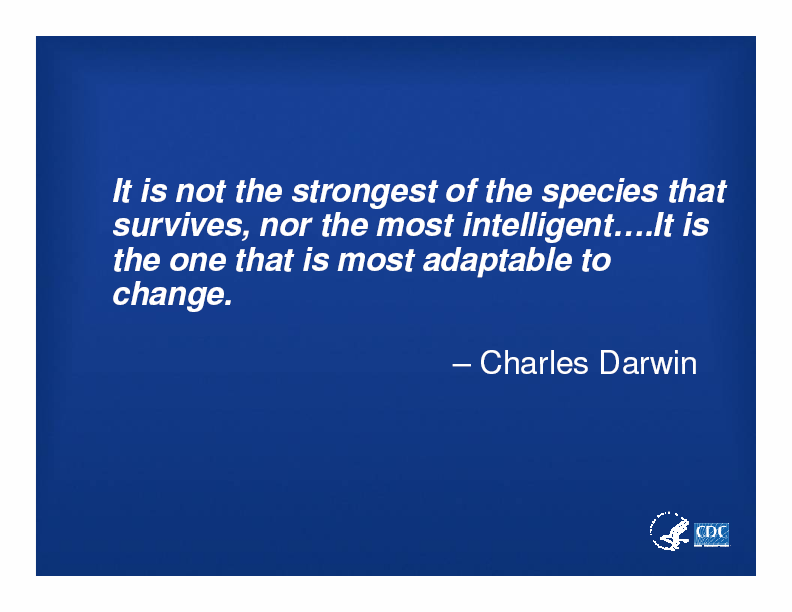 It is not the strongest of the species that
survives, nor the most intelligent….It is
the one that is most adaptable to
change.
– Charles Darwin
CDC